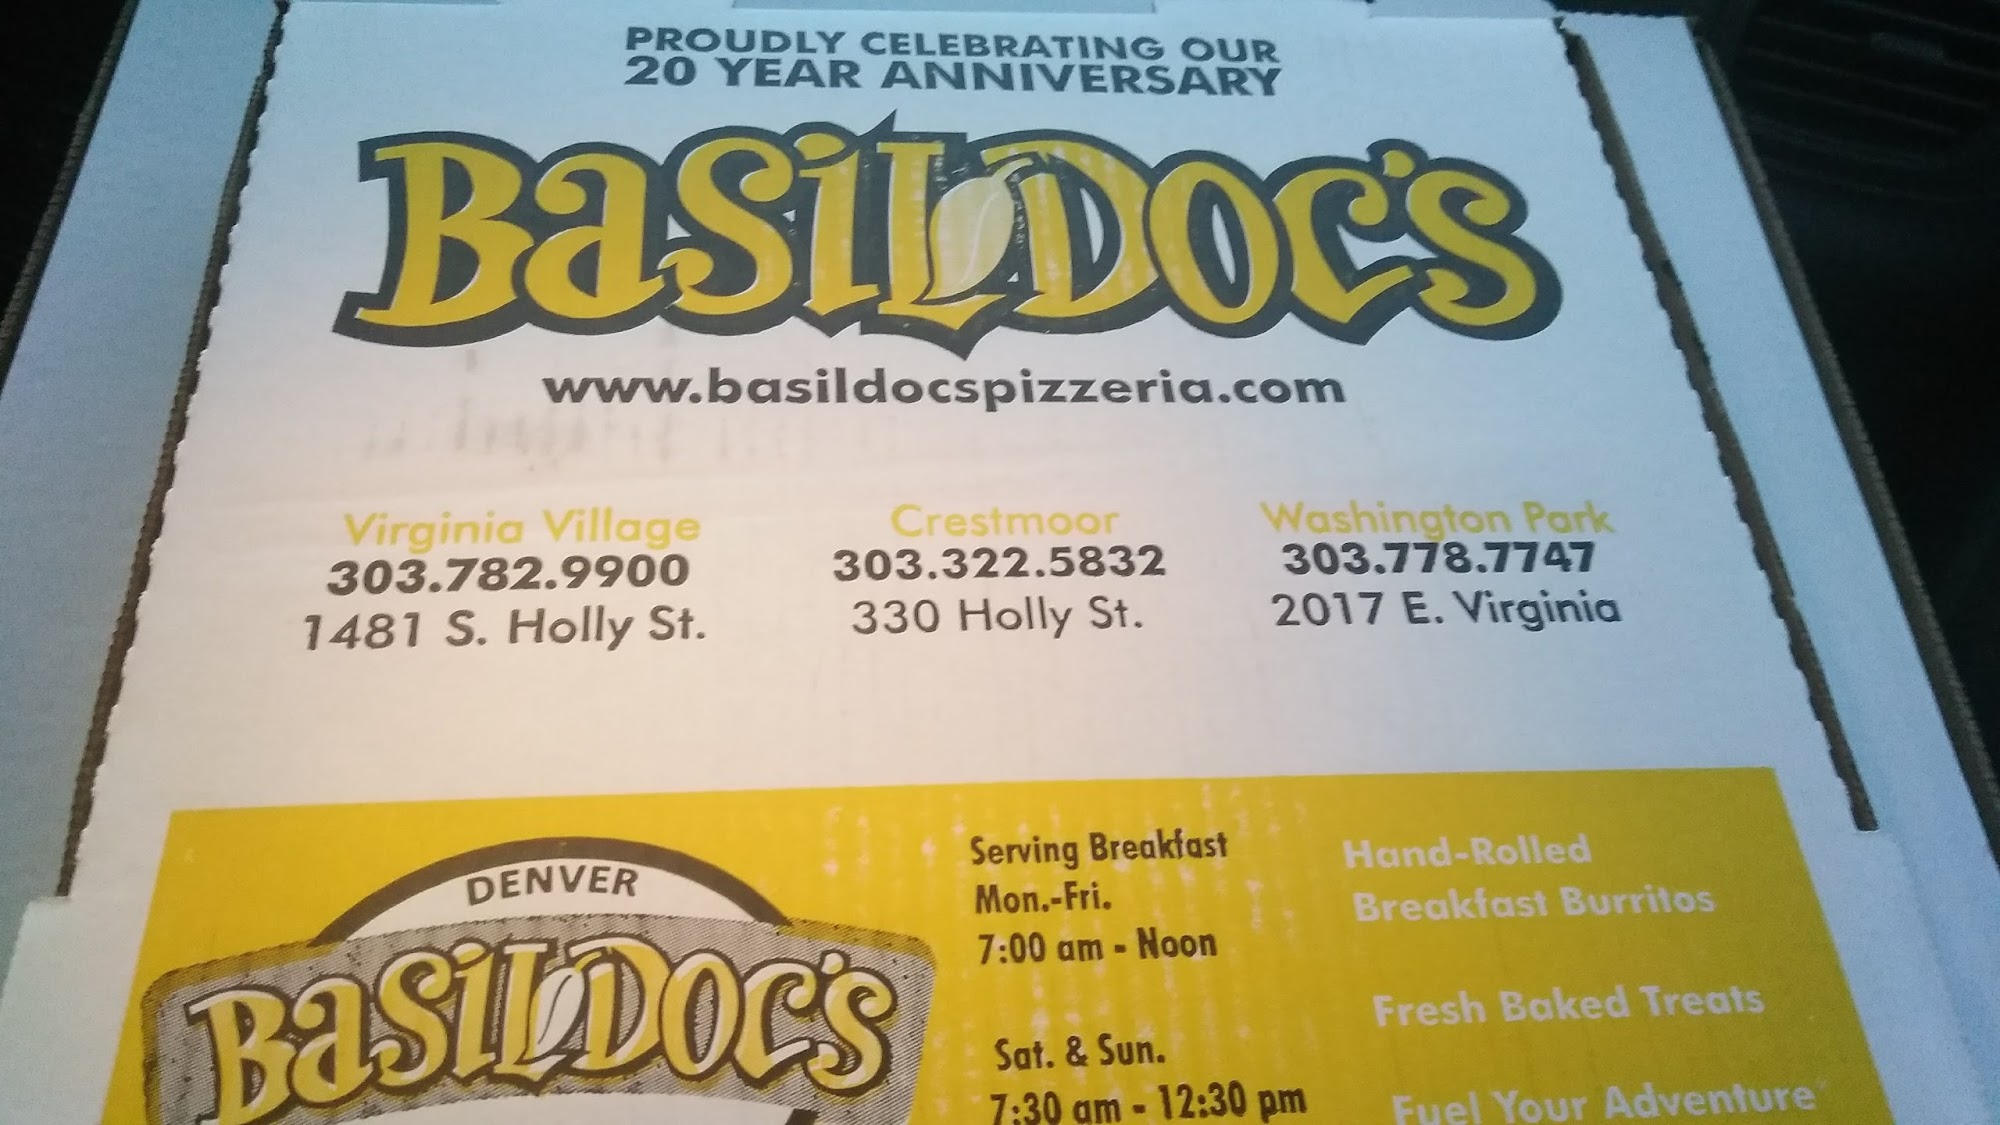 PROUDLY CELEBRATING OUR
20 YEAR ANNIVERSARY
BASiLDOC'S
www.basildocspizzeria.com
Virginia Village
303.782.9900
1481 S. Holly St.
Crestmoor
303.322.5832
330 Holly St.
Washington Park
303.778.7747
2017 E. Virginia
DENVER
BASiLDOC'S
Serving Breakfast
Mon.-Fri.
7:00 am - Noon
Sat. & Sun.
7:30 am - 12:30 pm
Hand-Rolled
Breakfast Burritos
Fresh Baked Treats
Fuel Your Adventure